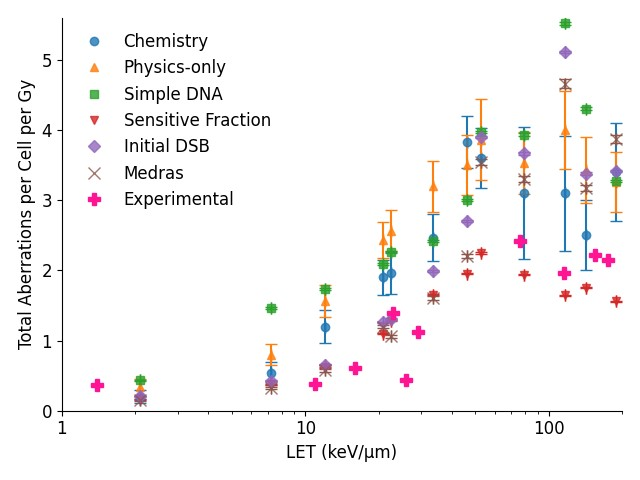 Total Aberrations per Cell per Gy
5
4
3
2
1
0
Chemistry
Physics-only
Simple DNA
Sensitive Fraction
Initial DSB
Medras
Experimental
1
10
100
LET (keV/μm)